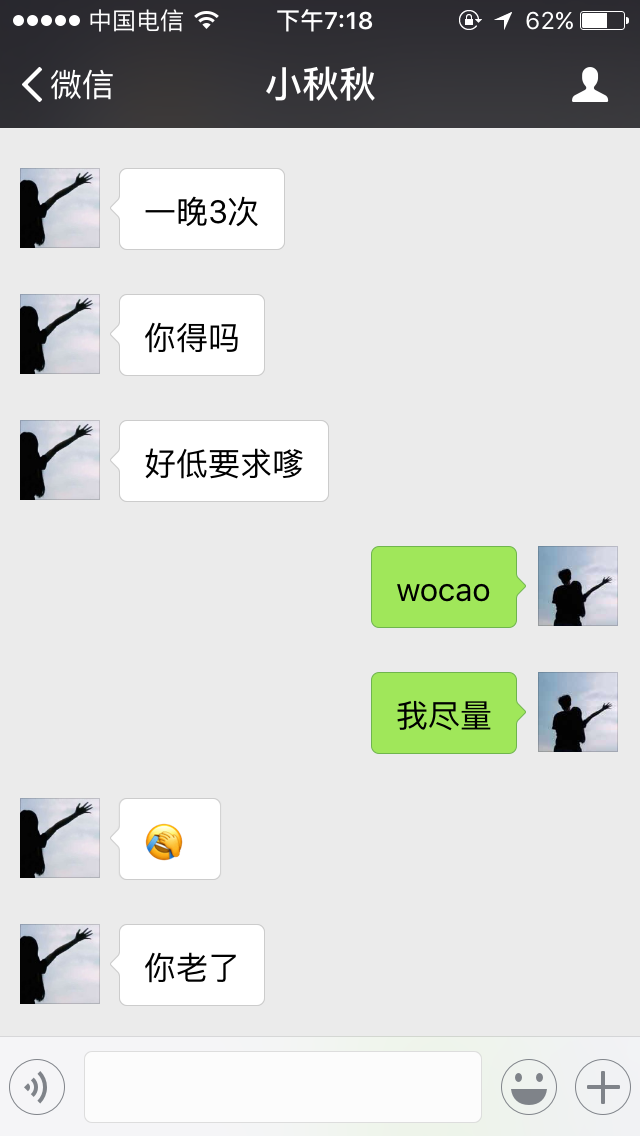 中国电信 下午7:18 62%
微信 小秋秋
一晚3次
你得吗
好低要求嗲
wocao
我尽量
🤣
你老了